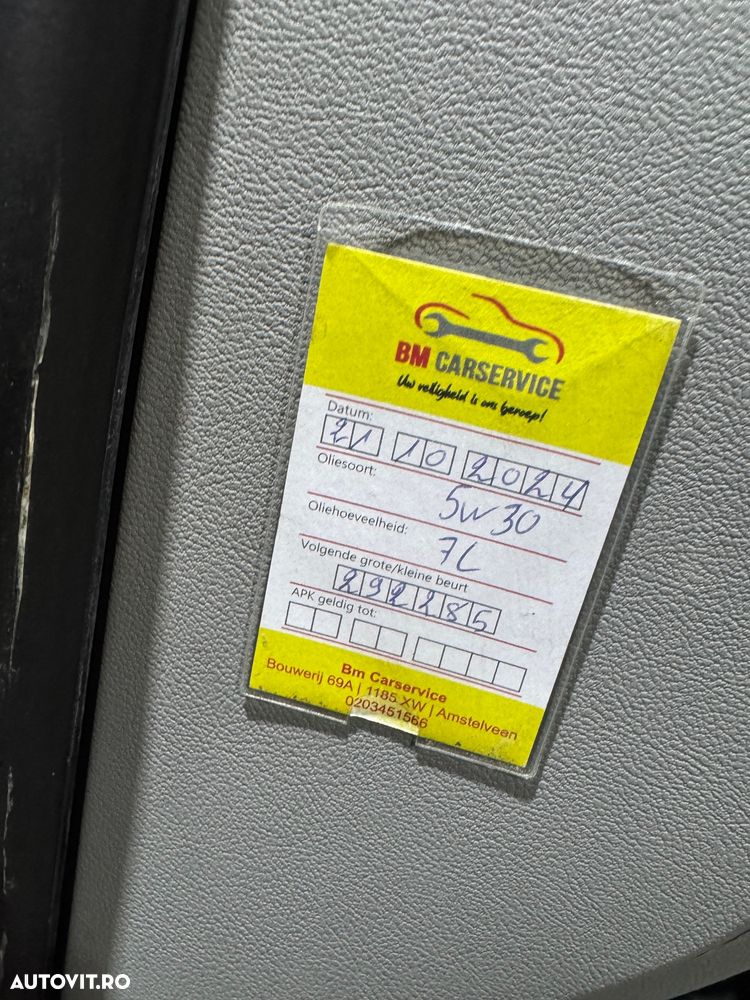 BM CARSERVICE
Uw veiligheid is ons beroep!
Datum:
21 10 2024
Oliesoort:
5W30
Oliehoeveelheid:
7L
Volgende grote/kleine beurt
292285
APK geldig tot:
Bm Carservice
Bouwerij 69A | 1185 XW | Amstelveen
0203451566
AUTOVIT.RO